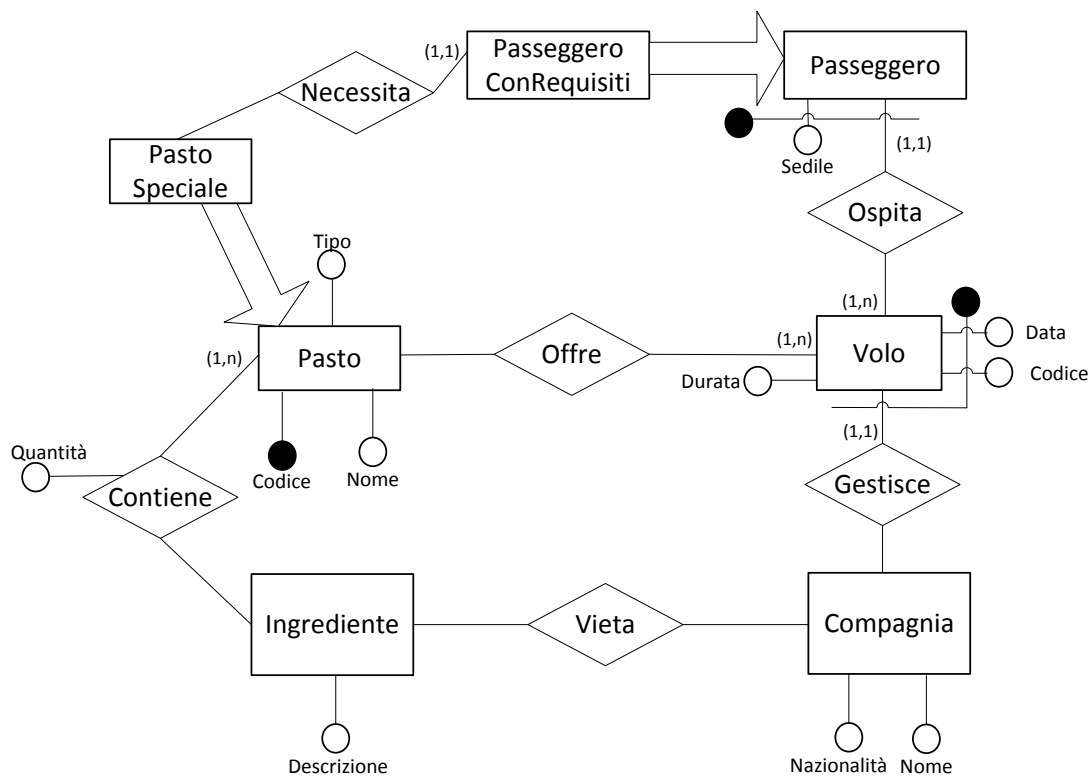 (1,1)
Passeggero
ConRequisiti
Passeggero
Necessita
Pasto
Speciale
Sedile
(1,1)
Ospita
Tipo
(1,n)
(1,n)
Pasto
Offre
(1,n)
Volo
Data
Durata
Codice
Quantità
Codice
Nome
(1,1)
Contiene
Gestisce
Ingrediente
Vieta
Compagnia
Descrizione
Nazionalità
Nome